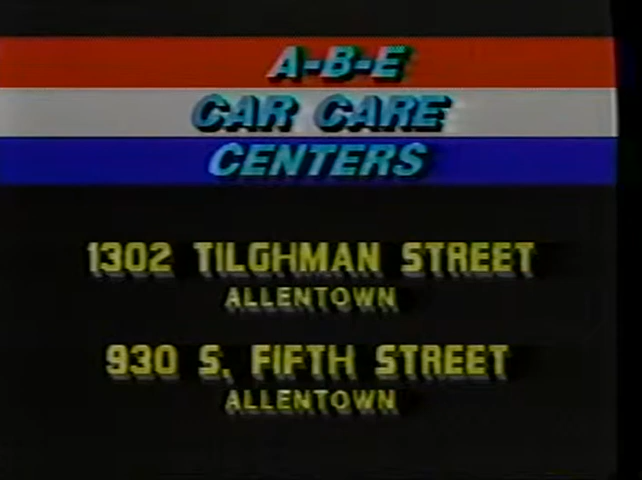 A-B-E
CAR CARE
CENTERS
1302 TILGHMAN STREET
ALLENTOWN
930 S. FIFTH STREET
ALLENTOWN